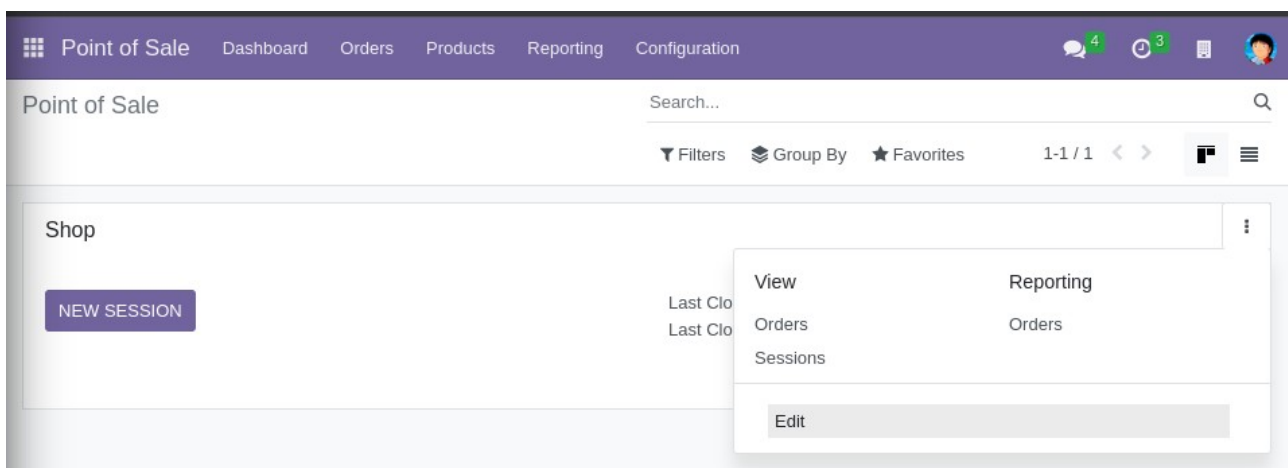 Point of Sale Dashboard Orders Products Reporting Configuration 4 3
Point of Sale Search...
Filters Group By Favorites 1-1 / 1
Shop
View Reporting
NEW SESSION Last Clo
Orders Orders
Last Clo
Sessions
Edit